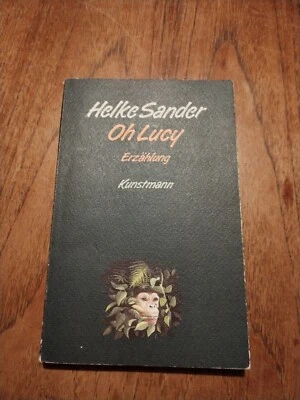 Helke Sander
Oh Lucy
Erzählung
Kunstmann